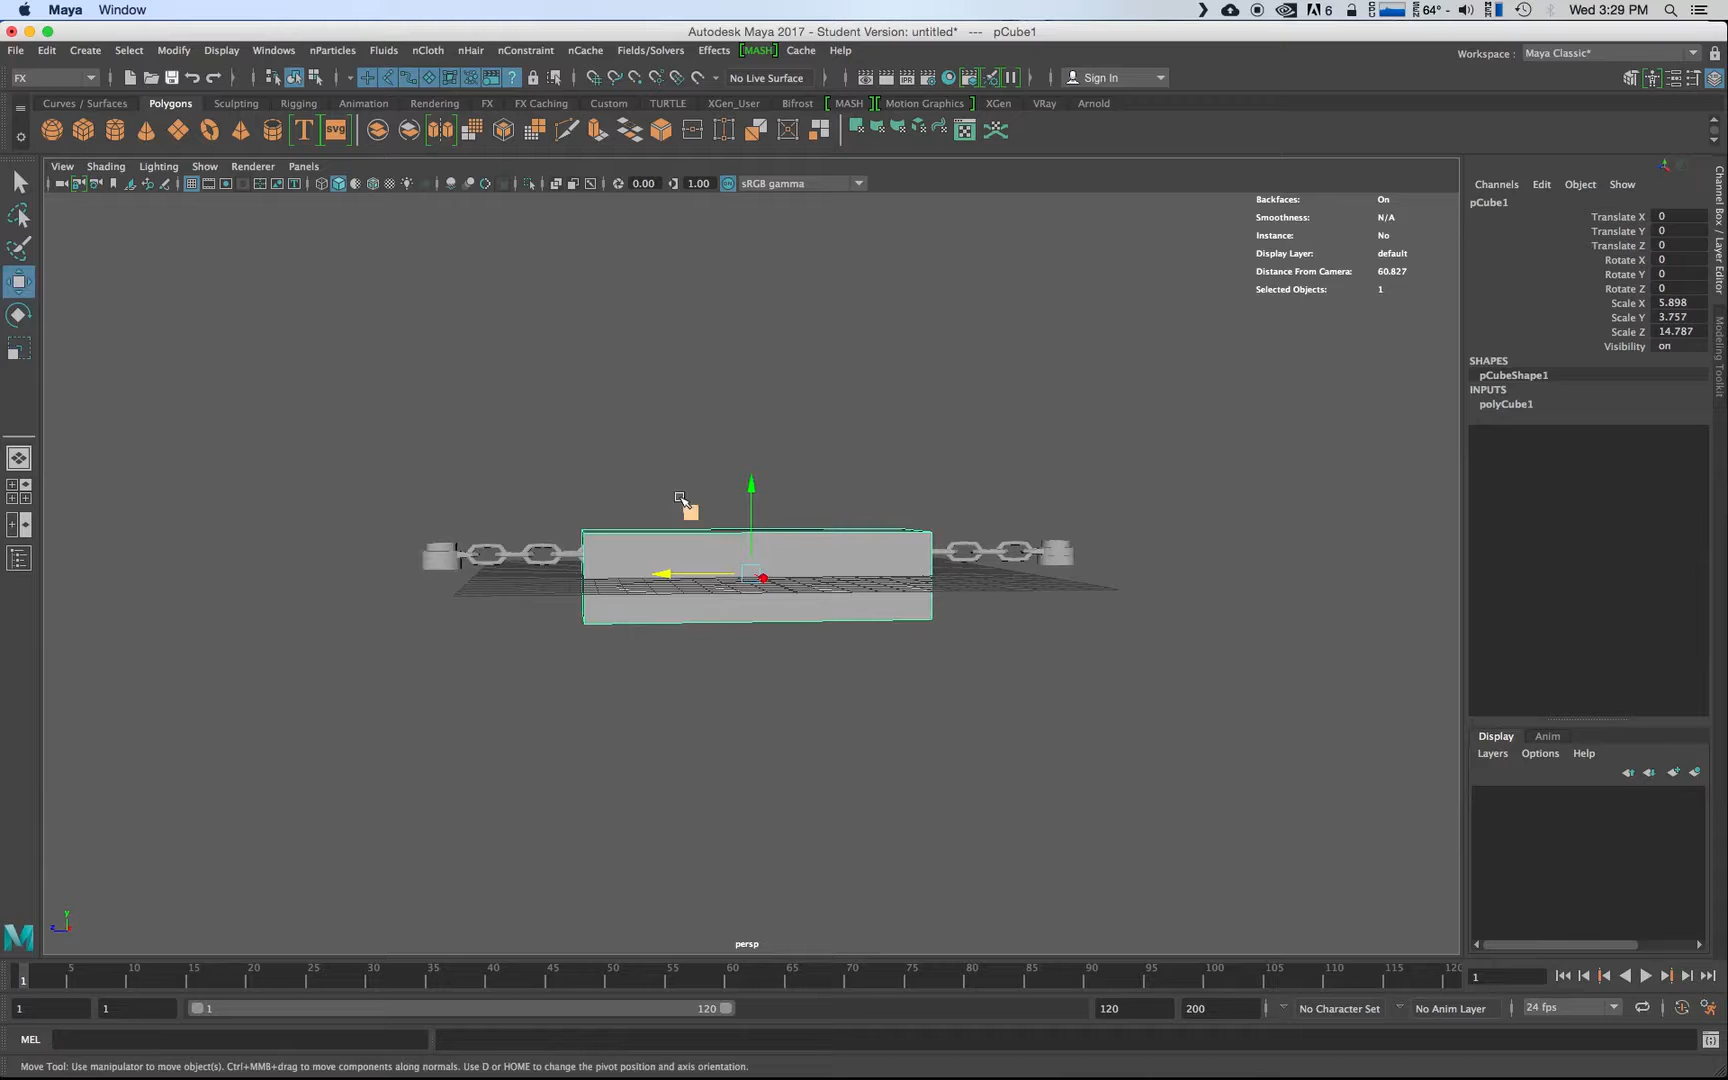 Maya Window 6 64° Wed 3:29 PM
Autodesk Maya 2017 - Student Version: untitled* --- pCube1
File Edit Create Select Modify Display Windows nParticles Fluids nCloth nHair nConstraint nCache Fields/Solvers Effects [MASH] Cache Help Workspace: Maya Classic*
FX No Live Surface Sign In
Curves / Surfaces Polygons Sculpting Rigging Animation Rendering FX FX Caching Custom TURTLE XGen_User Bifrost [ MASH ][ Motion Graphics ] XGen VRay Arnold
T svg
View Shading Lighting Show Renderer Panels
0.00 1.00 sRGB gamma
Channels Edit Object Show
pCube1
Translate X 0
Translate Y 0
Translate Z 0
Rotate X 0
Rotate Y 0
Rotate Z 0
Scale X 5.898
Scale Y 3.757
Scale Z 14.787
Visibility on
SHAPES
pCubeShape1
INPUTS
polyCube1
Channel Box / Layer Editor
Modeling Toolkit
Backfaces: On
Smoothness: N/A
Instance: No
Display Layer: default
Distance From Camera: 60.827
Selected Objects: 1
Display Anim
Layers Options Help
y
z
persp
1 5 10 15 20 25 30 35 40 45 50 55 60 65 70 75 80 85 90 95 100 105 110 115 120 1
1 1 1 120 120 200 No Character Set No Anim Layer 24 fps
MEL
Move Tool: Use manipulator to move object(s). Ctrl+MMB+drag to move components along normals. Use D or HOME to change the pivot position and axis orientation.